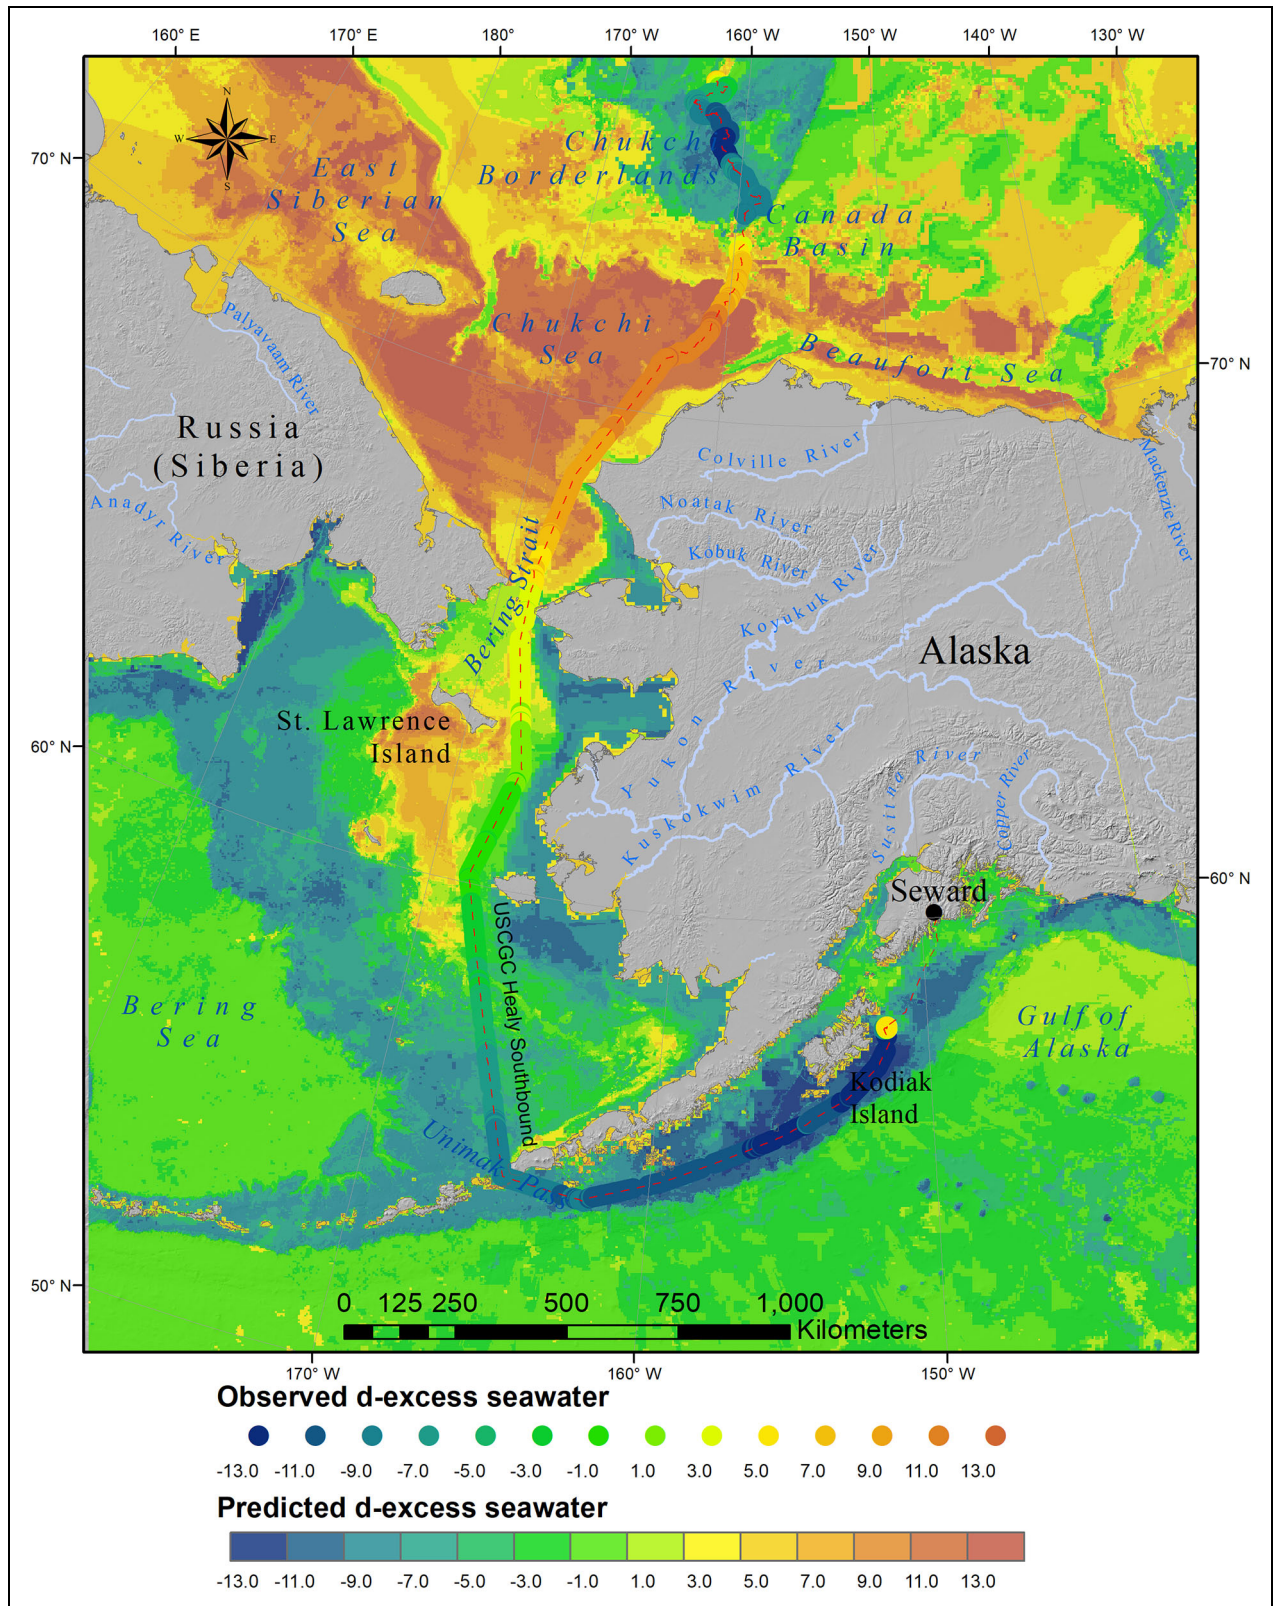 160° E 170° E 180° 170° W 160° W 150° W 140° W 130° W
N
W E
S
70° N
70° N
60° N
60° N
50° N
East
Siberian
Sea
Chukchi
Borderlands
Canada
Basin
Chukchi
Sea
Beaufort Sea
Palyavaam River
Russia
(Siberia)
Anadyr River
Colville River
Noatak River
Kobuk River
Koyukuk River
Mackenzie River
Bering Strait
Alaska
Yukon River
St. Lawrence
Island
Kuskokwim River
Susitna River
Copper River
Seward
USCGC Healy Southbound
Bering
Sea
Gulf of
Alaska
Kodiak
Island
Unimak Pass
0 125 250 500 750 1,000
Kilometers
170° W 160° W 150° W
Observed d-excess seawater
-13.0 -11.0 -9.0 -7.0 -5.0 -3.0 -1.0 1.0 3.0 5.0 7.0 9.0 11.0 13.0
Predicted d-excess seawater
-13.0 -11.0 -9.0 -7.0 -5.0 -3.0 -1.0 1.0 3.0 5.0 7.0 9.0 11.0 13.0